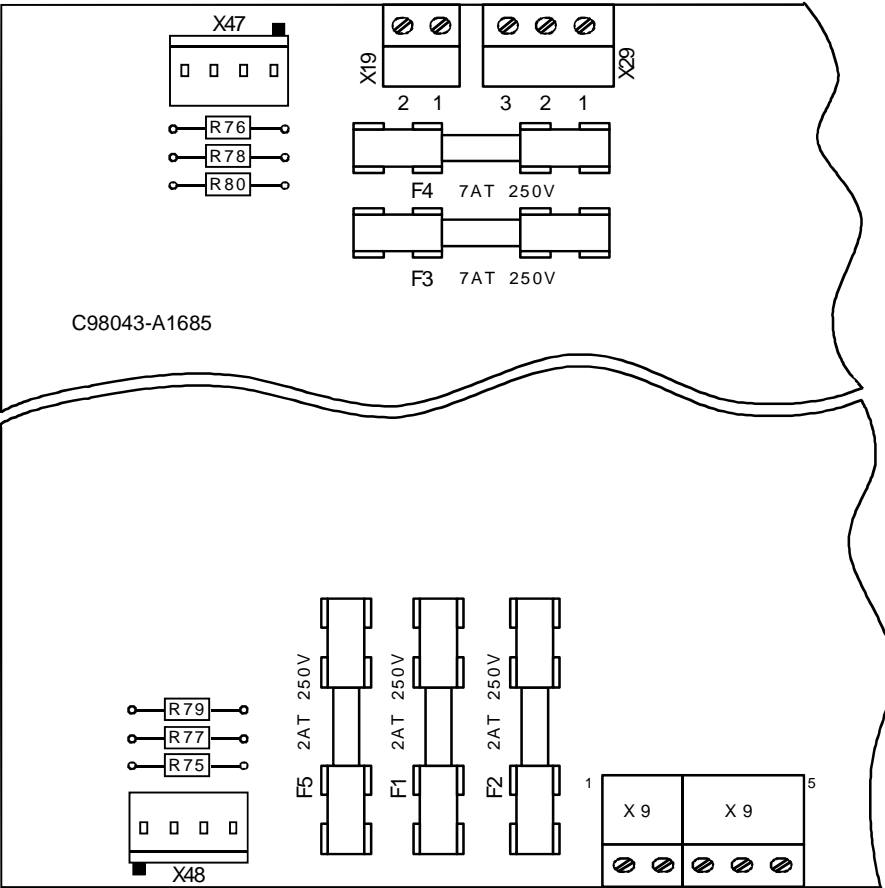 X47
X19
X29
2 1
3 2 1
R76
R78
R80
F4 7AT 250V
F3 7AT 250V
C98043-A1685
F5 2AT 250V
F1 2AT 250V
F2 2AT 250V
R79
R77
R75
X48
1 X 9 X 9 5